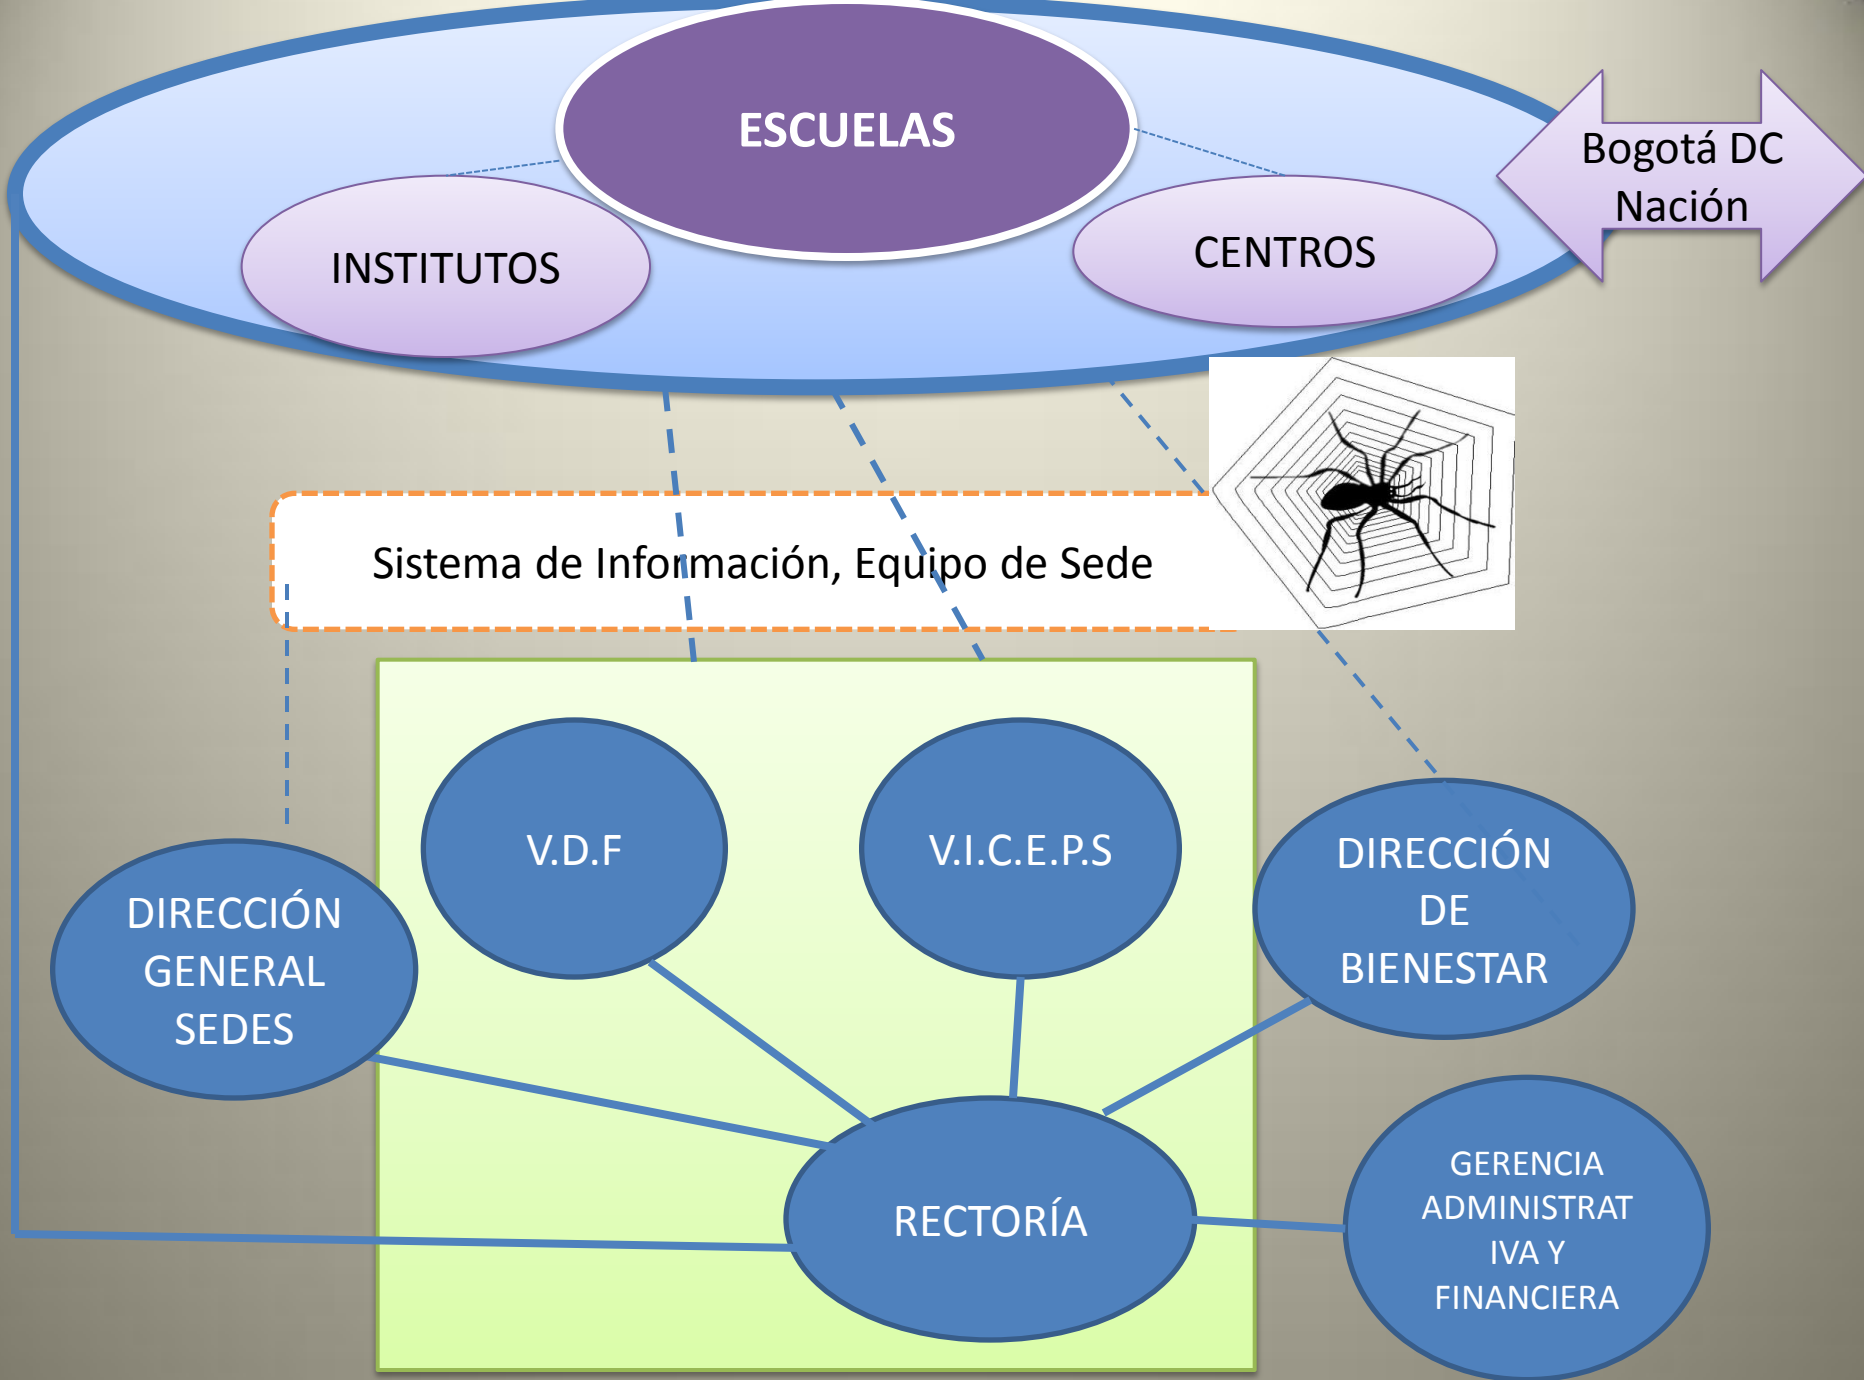 ESCUELAS
Bogotá DC
Nación
INSTITUTOS
CENTROS
Sistema de Información, Equipo de Sede
V.D.F
V.I.C.E.P.S
DIRECCIÓN
DE
BIENESTAR
DIRECCIÓN
GENERAL
SEDES
RECTORÍA
GERENCIA
ADMINISTRAT
IVA Y
FINANCIERA